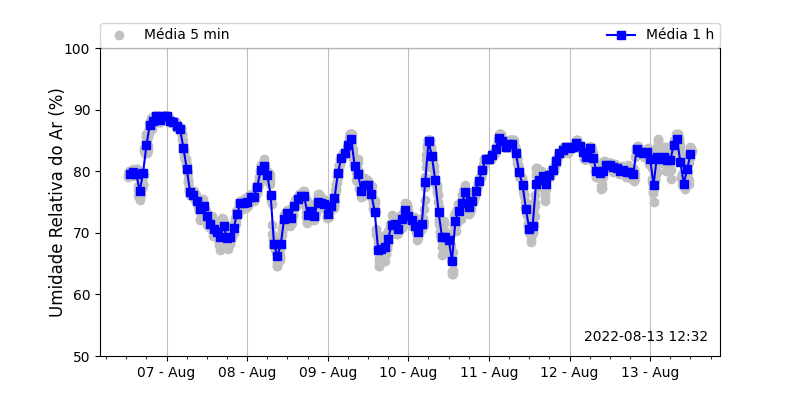 Média 5 min
Média 1 h
Umidade Relativa do Ar (%)
100
90
80
70
60
50
2022-08-13 12:32
07 - Aug
08 - Aug
09 - Aug
10 - Aug
11 - Aug
12 - Aug
13 - Aug